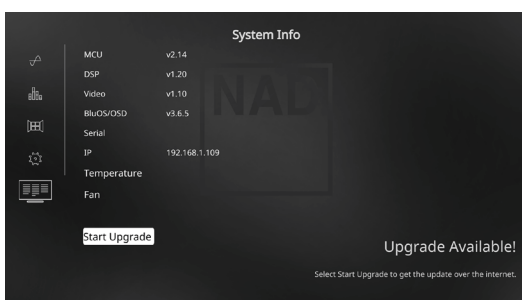 System Info
MCU v2.14
DSP v1.20
Video v1.10
BluOS/OSD v3.6.5
Serial
IP 192.168.1.109
Temperature
Fan
Start Upgrade
Upgrade Available!
Select Start Upgrade to get the update over the internet.
NAD